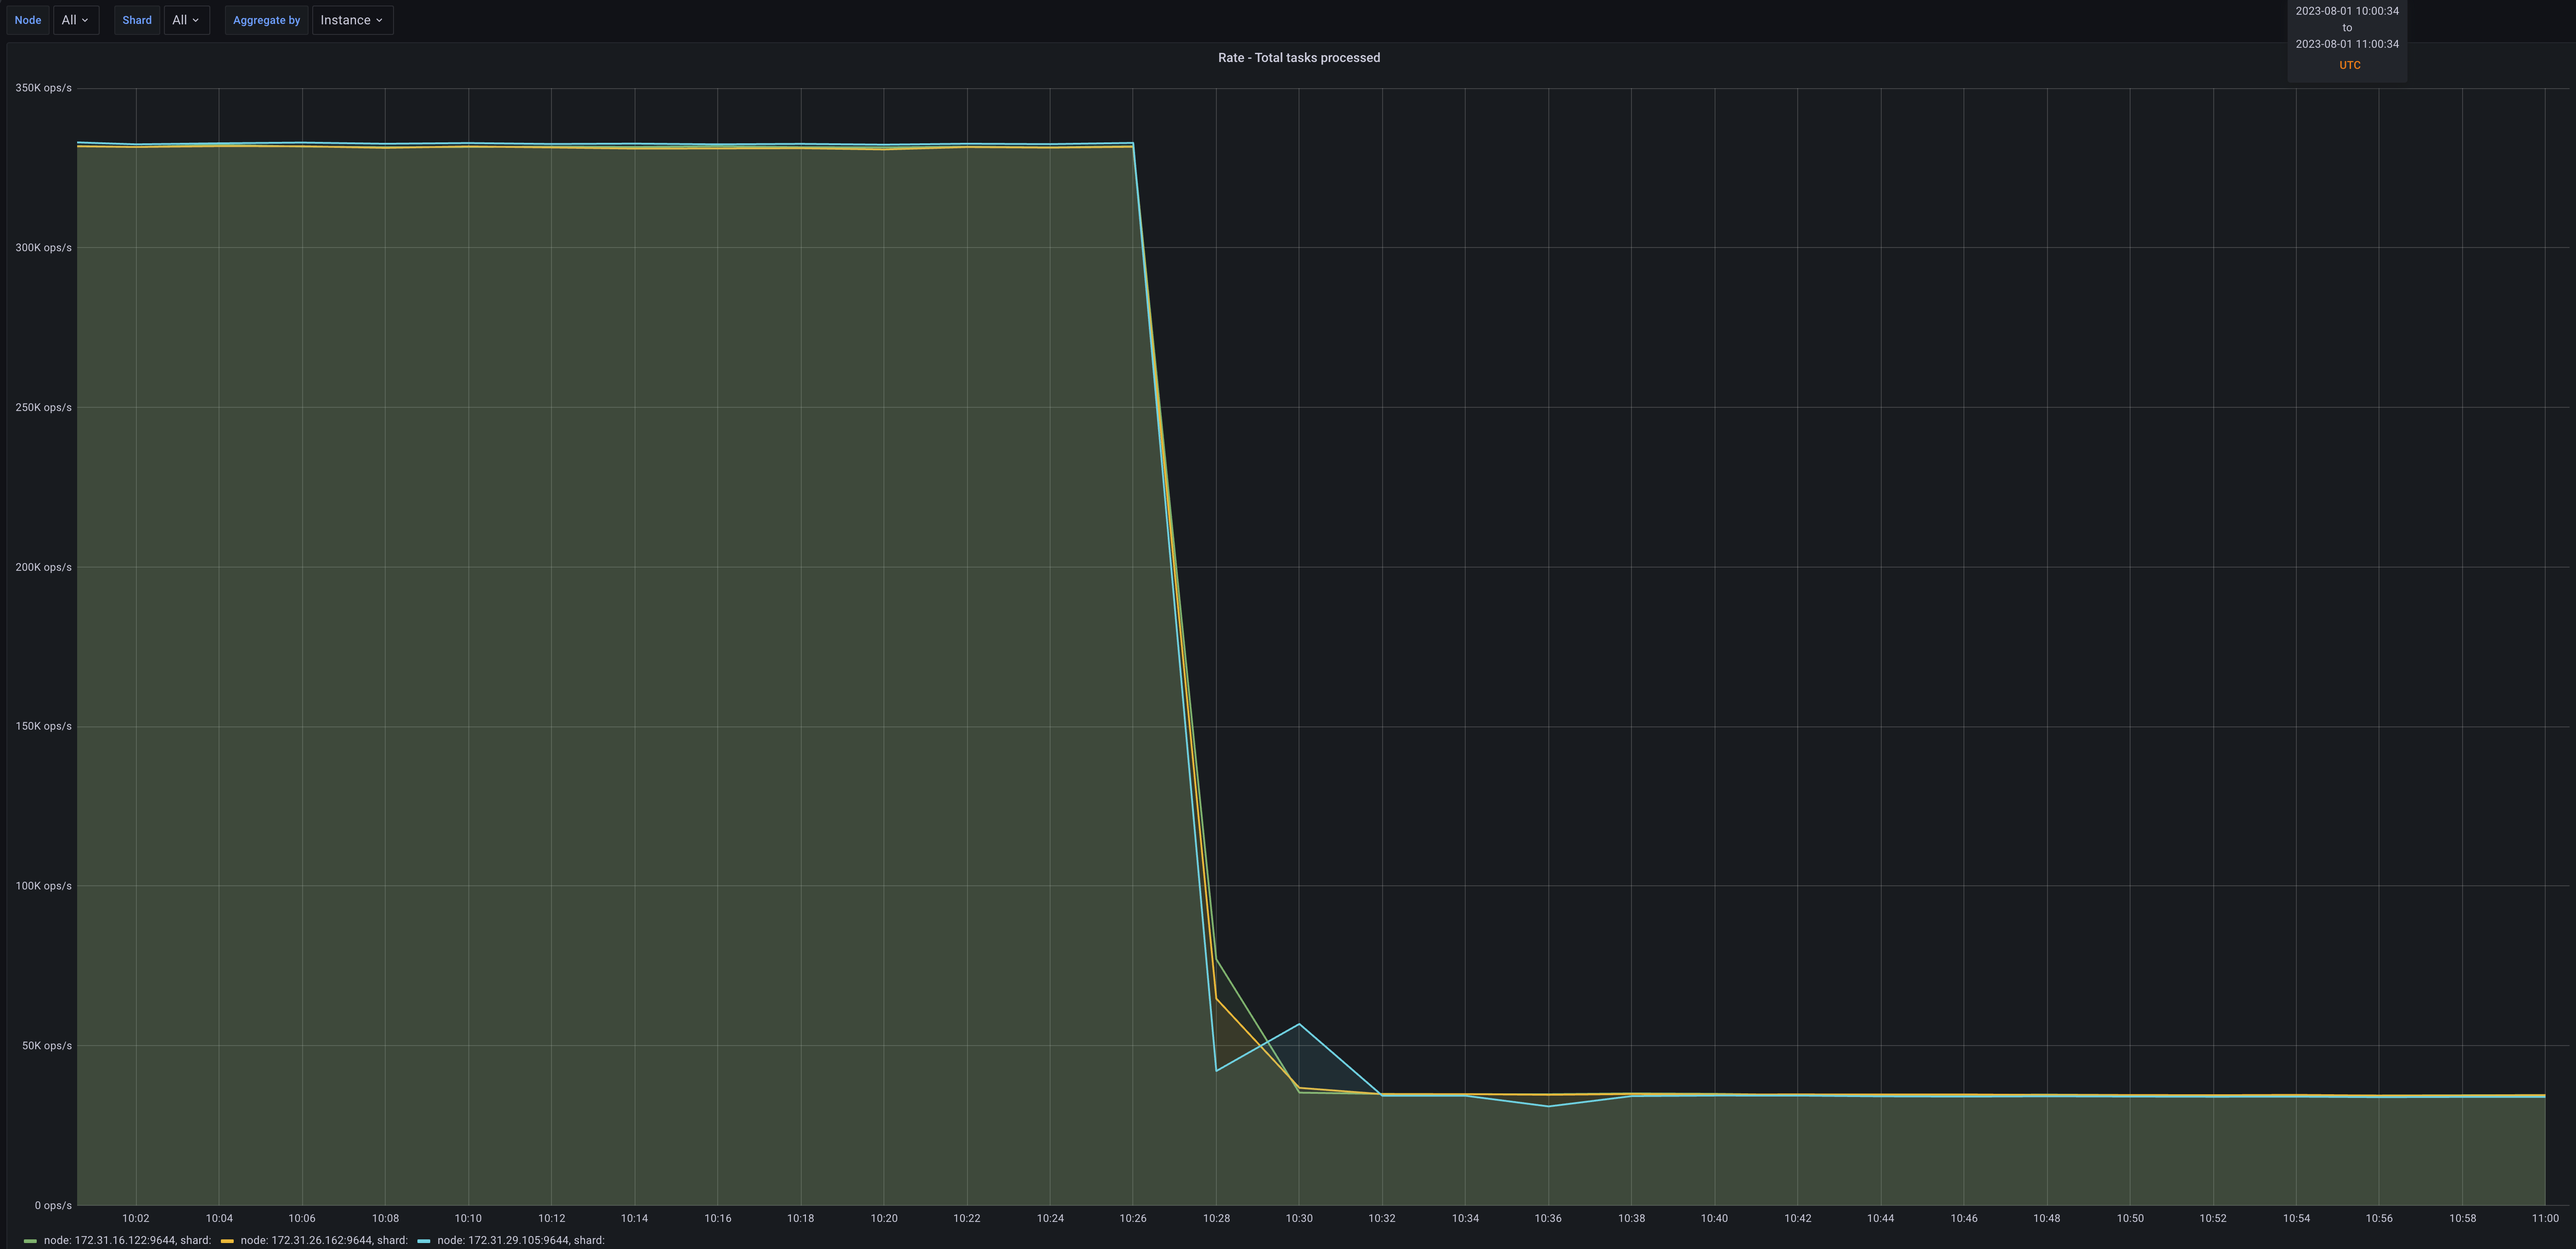 Node All Shard All Aggregate by Instance
2023-08-01 10:00:34
to
2023-08-01 11:00:34
UTC
Rate - Total tasks processed
350K ops/s
300K ops/s
250K ops/s
200K ops/s
150K ops/s
100K ops/s
50K ops/s
0 ops/s
10:02 10:04 10:06 10:08 10:10 10:12 10:14 10:16 10:18 10:20 10:22 10:24 10:26 10:28 10:30 10:32 10:34 10:36 10:38 10:40 10:42 10:44 10:46 10:48 10:50 10:52 10:54 10:56 10:58 11:00
node: 172.31.16.122:9644, shard: node: 172.31.26.162:9644, shard: node: 172.31.29.105:9644, shard: